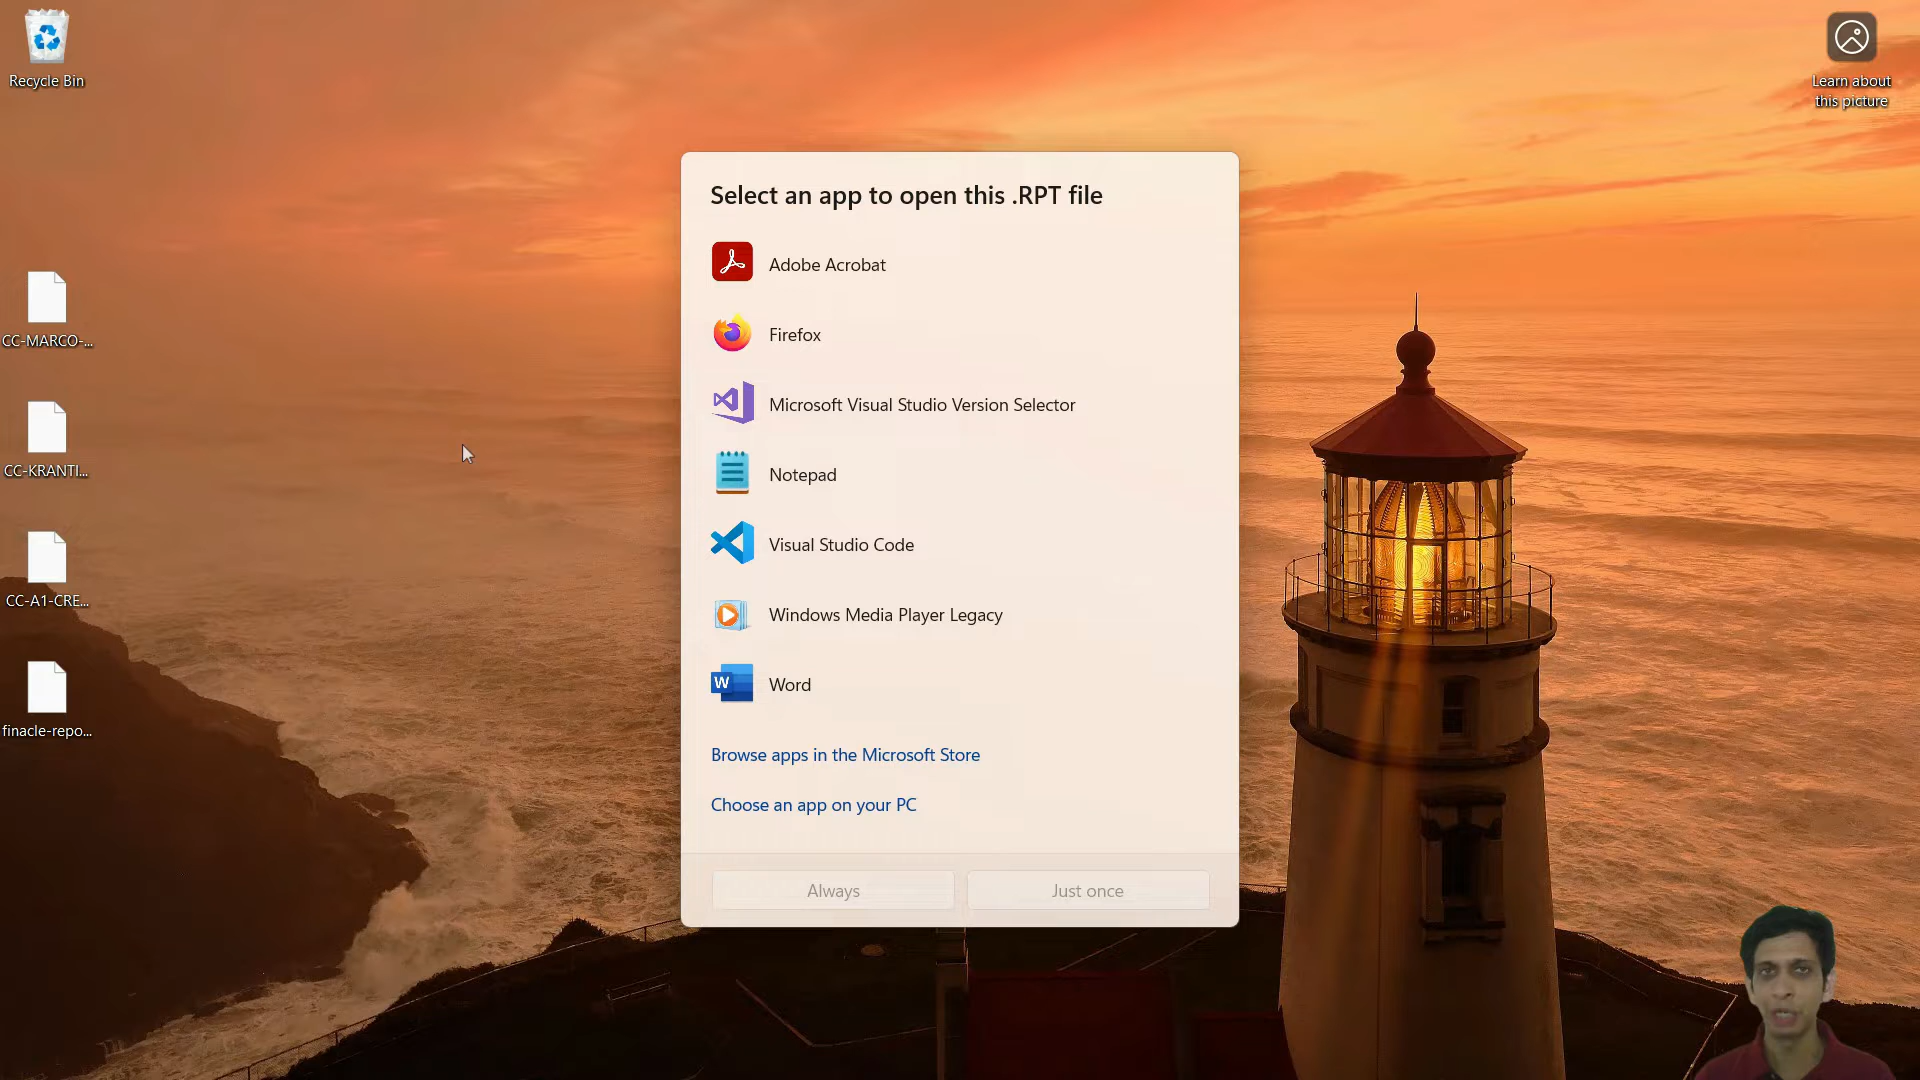 Recycle Bin
Learn about
this picture
CC-MARCO-...
CC-KRANTI...
CC-A1-CRE...
finacle-repo...
Select an app to open this .RPT file
Adobe Acrobat
Firefox
Microsoft Visual Studio Version Selector
Notepad
Visual Studio Code
Windows Media Player Legacy
W
Word
Browse apps in the Microsoft Store
Choose an app on your PC
Always
Just once